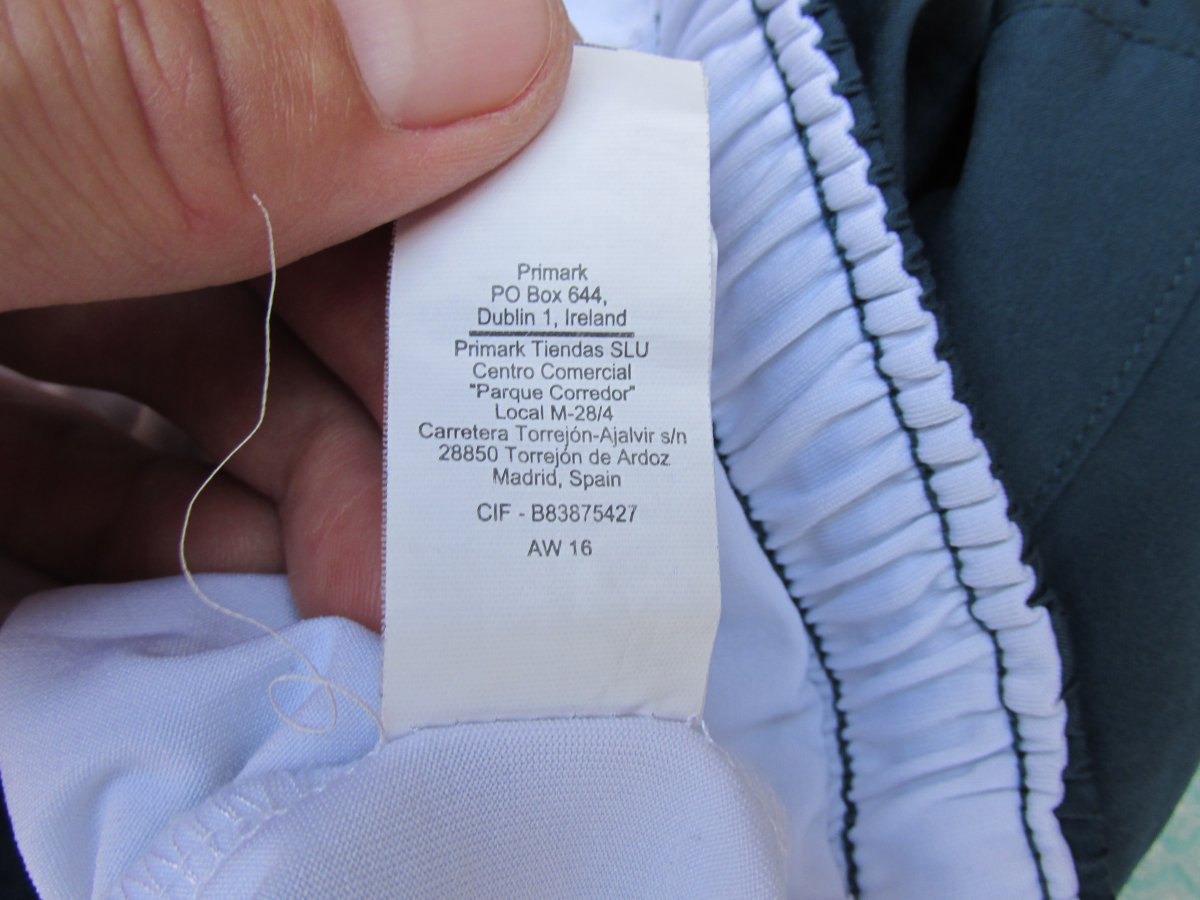 Primark
PO Box 644,
Dublin 1, Ireland
Primark Tiendas SLU
Centro Comercial
"Parque Corredor"
Local M-28/4
Carretera Torrejón-Ajalvir s/n
28850 Torrejón de Ardoz
Madrid, Spain
CIF - B83875427
AW 16